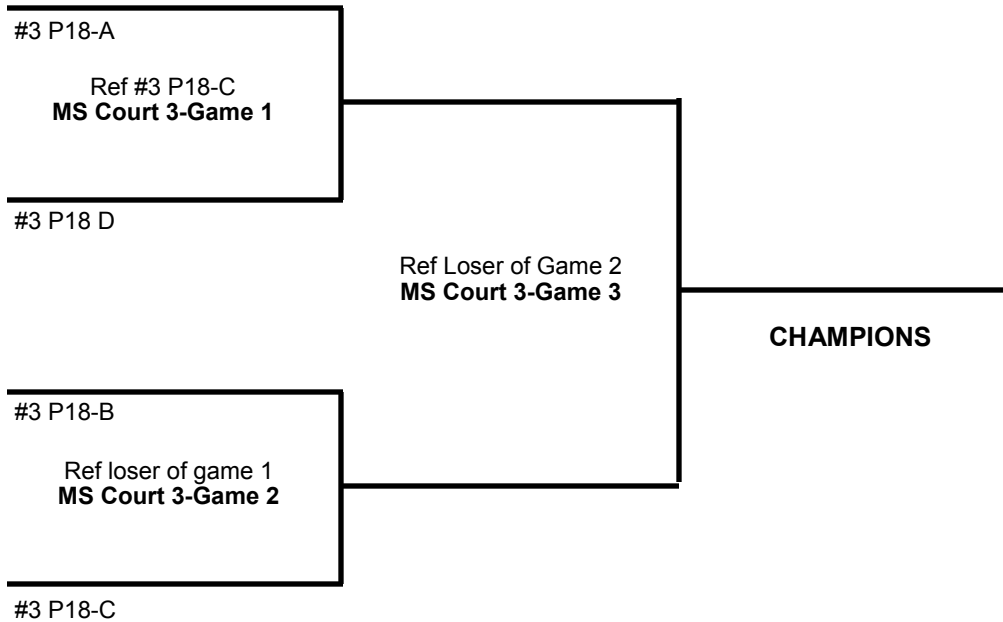 #3 P18-A
Ref #3 P18-C
MS Court 3-Game 1
#3 P18 D
Ref Loser of Game 2
MS Court 3-Game 3
CHAMPIONS
#3 P18-B
Ref loser of game 1
MS Court 3-Game 2
#3 P18-C